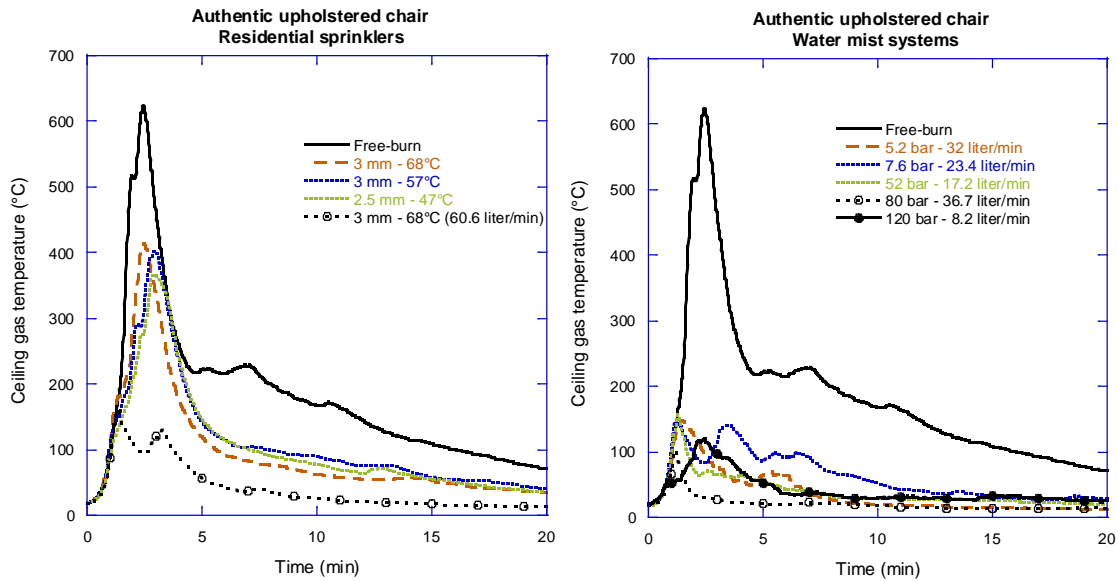 Authentic upholstered chair
Residential sprinklers
700
600
500
400
300
200
100
0
0
5
10
15
20
Ceiling gas temperature (°C)
Time (min)
Free-burn
3 mm - 68°C
3 mm - 57°C
2.5 mm - 47°C
3 mm - 68°C (60.6 liter/min)
Authentic upholstered chair
Water mist systems
700
600
500
400
300
200
100
0
0
5
10
15
20
Ceiling gas temperature (°C)
Time (min)
Free-burn
5.2 bar - 32 liter/min
7.6 bar - 23.4 liter/min
52 bar - 17.2 liter/min
80 bar - 36.7 liter/min
120 bar - 8.2 liter/min